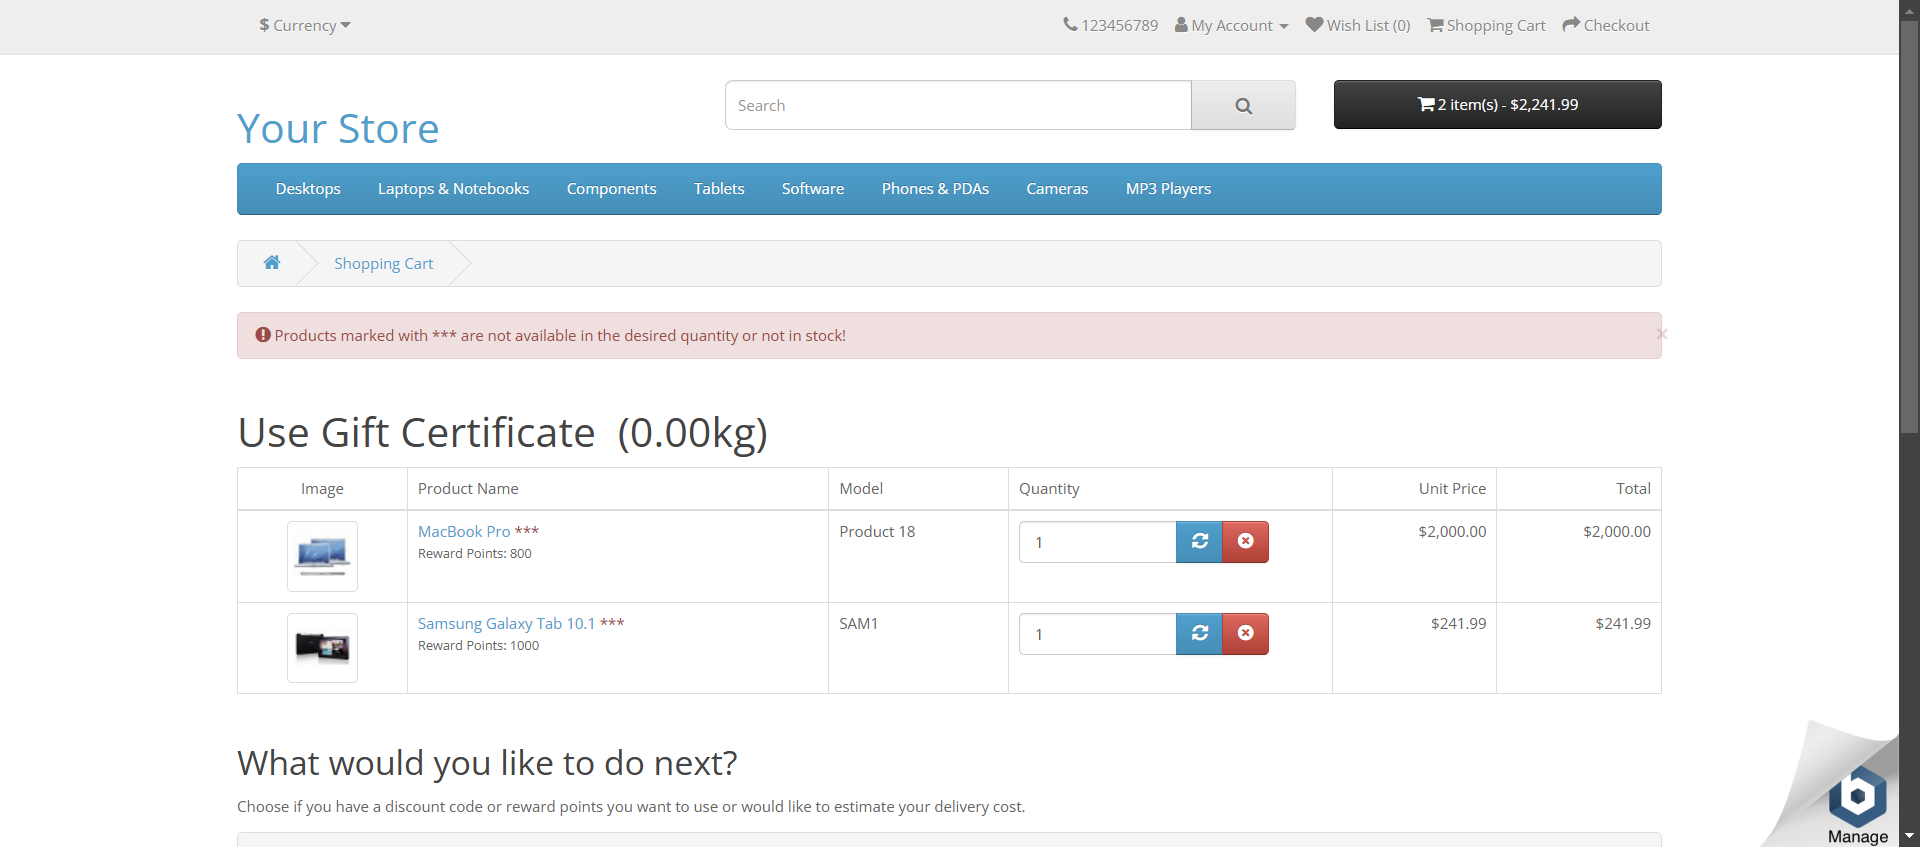 $ Currency
123456789 My Account Wish List (0) Shopping Cart Checkout
Your Store
Search
2 item(s) - $2,241.99
Desktops Laptops & Notebooks Components Tablets Software Phones & PDAs Cameras MP3 Players
Shopping Cart
Products marked with *** are not available in the desired quantity or not in stock!
×
Use Gift Certificate (0.00kg)
Image Product Name Model Quantity Unit Price Total
MacBook Pro *** Product 18 1 $2,000.00 $2,000.00
Reward Points: 800
Samsung Galaxy Tab 10.1 *** SAM1 1 $241.99 $241.99
Reward Points: 1000
What would you like to do next?
Choose if you have a discount code or reward points you want to use or would like to estimate your delivery cost.
b
Manage